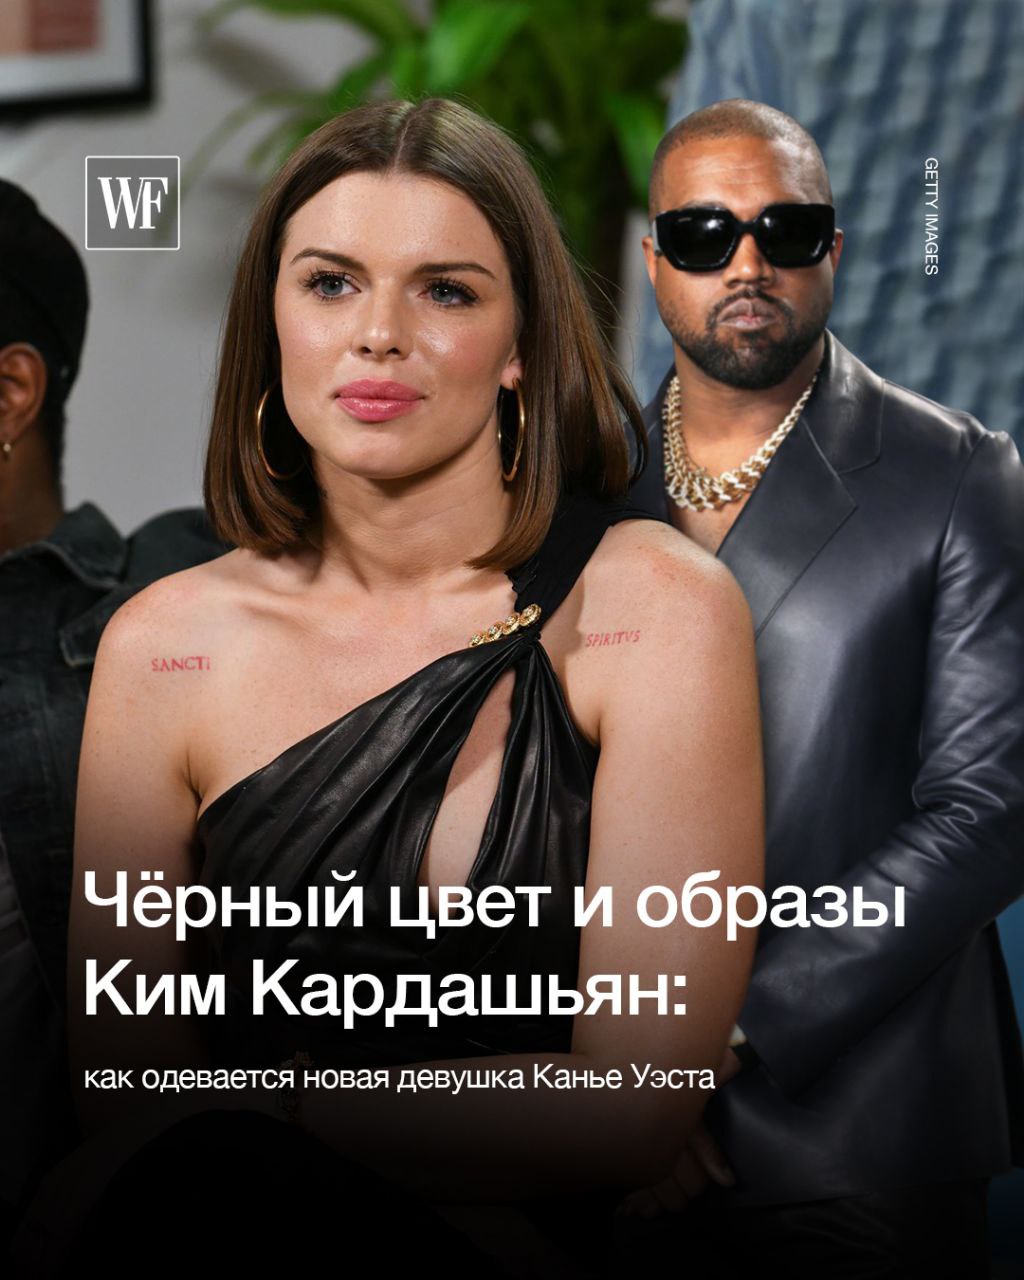 WF
GETTY IMAGES
SANCTI
SPIRITVS
Чёрный цвет и образы
Ким Кардашьян:
как одевается новая девушка Канье Уэста